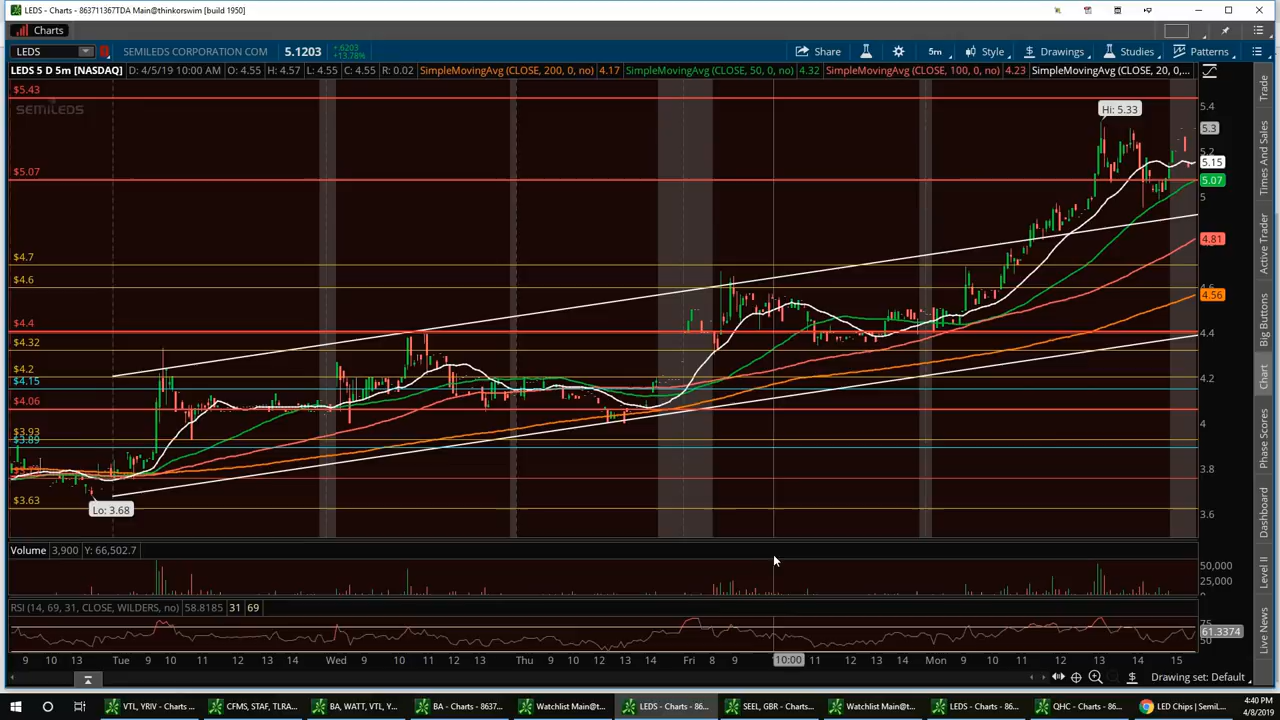 LEDS - Charts - 863711367TDA Main@thinkorswim [build 1950]
Charts
LEDS SEMILEDS CORPORATION COM 5.1203 +.6203 +13.78% Share 5m Style Drawings Studies Patterns
LEDS 5 D 5m [NASDAQ] D: 4/5/19 10:00 AM O: 4.55 H: 4.57 L: 4.55 C: 4.55 R: 0.02 SimpleMovingAvg (CLOSE, 200, 0, no) 4.17 SimpleMovingAvg (CLOSE, 50, 0, no) 4.32 SimpleMovingAvg (CLOSE, 100, 0, no) 4.23 SimpleMovingAvg (CLOSE, 20, 0,...
SEMILEDS
$5.43
Hi: 5.33
5.4
5.3
5.2
5.15
$5.07
5.07
5
4.81
$4.7
$4.6
4.56
$4.4
4.4
$4.32
$4.2
4.2
$4.15
$4.06
4
$3.93
$3.89
3.8
$3.63
3.6
Lo: 3.68
Volume 3,900 Y: 66,502.7
50,000
25,000
0
RSI (14, 69, 31, CLOSE, WILDERS, no) 58.8185 31 69
75
61.3374
50
9 10 13 Tue 9 10 11 12 13 14 Wed 9 10 11 12 13 14 Thu 9 10 12 13 14 Fri 8 9 10:00 11 12 13 14 Mon 9 10 11 12 13 14 15
Drawing set: Default
Trade
Times And Sales
Active Trader
Big Buttons
Chart
Phase Scores
Dashboard
Level II
Live News
VTL, YRIV - Charts ...
CFMS, STAF, TLRA...
BA, WATT, VTL, Y...
BA - Charts - 8637...
Watchlist Main@t...
LEDS - Charts - 86...
SEEL, GBR - Charts...
Watchlist Main@t...
LEDS - Charts - 86...
QHC - Charts - 86...
LED Chips | SemiL...
4:40 PM
4/8/2019